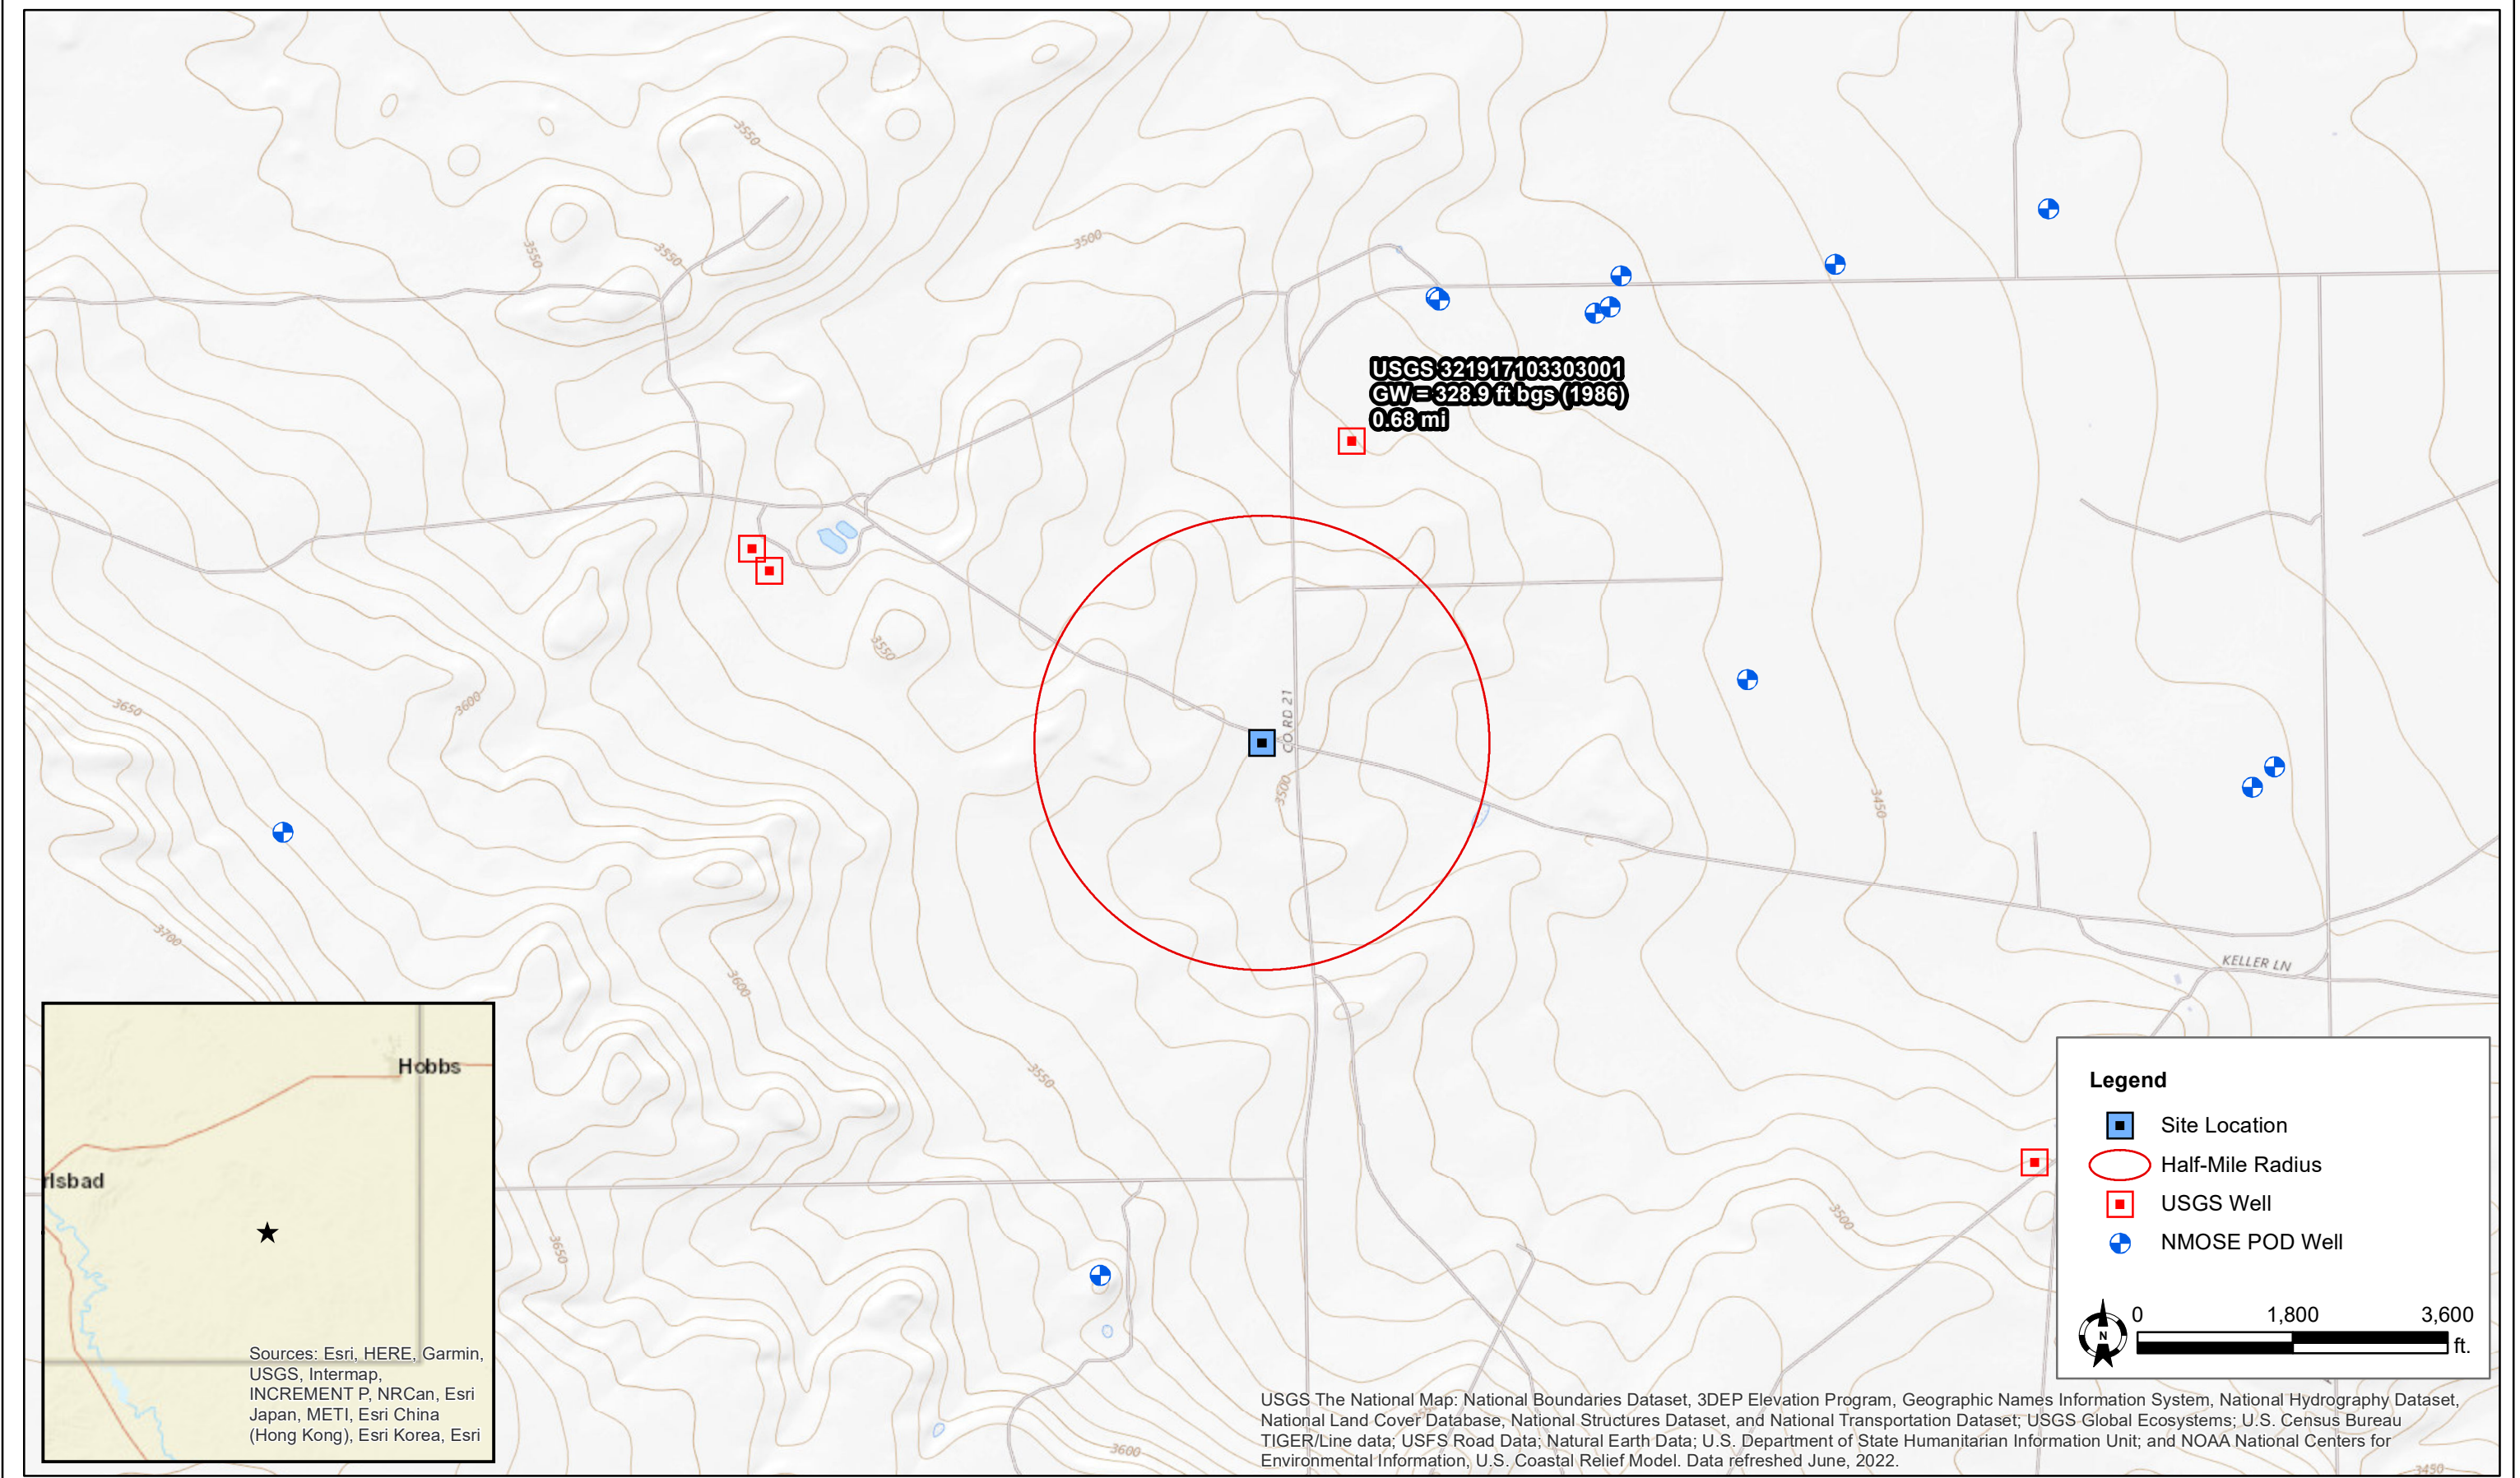 3550
3550
3550
3500
USGS 321917103303001
GW = 328.9 ft bgs (1986)
0.68 mi
3550
3650
3600
CO RD 21
3500
3450
3700
3600
KELLER LN
3550
3650
3500
3600
3450
Hobbs
rlsbad
Sources: Esri, HERE, Garmin,
USGS, Intermap,
INCREMENT P, NRCan, Esri
Japan, METI, Esri China
(Hong Kong), Esri Korea, Esri
Legend
Site Location
Half-Mile Radius
USGS Well
NMOSE POD Well
N
0 1,800 3,600
ft.
USGS The National Map: National Boundaries Dataset, 3DEP Elevation Program, Geographic Names Information System, National Hydrography Dataset,
National Land Cover Database, National Structures Dataset, and National Transportation Dataset; USGS Global Ecosystems; U.S. Census Bureau
TIGER/Line data; USFS Road Data; Natural Earth Data; U.S. Department of State Humanitarian Information Unit; and NOAA National Centers for
Environmental Information, U.S. Coastal Relief Model. Data refreshed June, 2022.